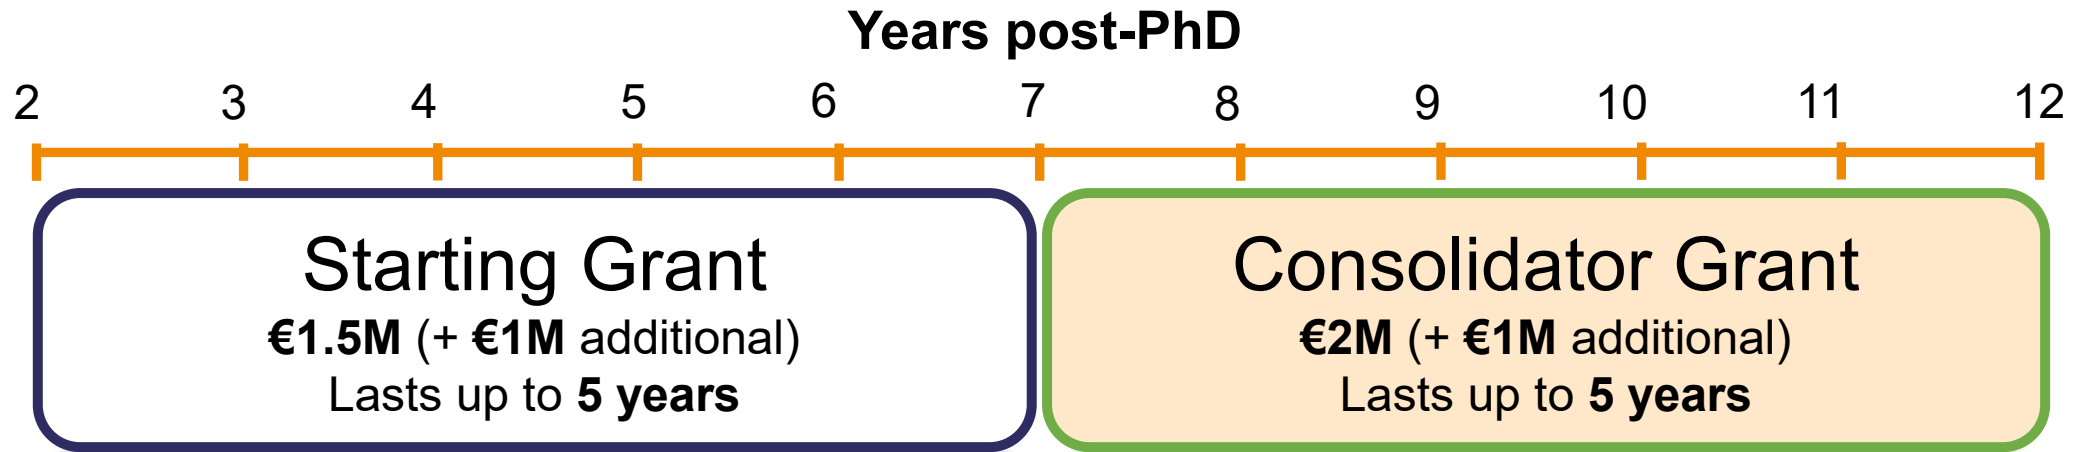 Years post-PhD
2 3 4 5 6 7 8 9 10 11 12
Starting Grant
€1.5M (+ €1M additional)
Lasts up to 5 years
Consolidator Grant
€2M (+ €1M additional)
Lasts up to 5 years